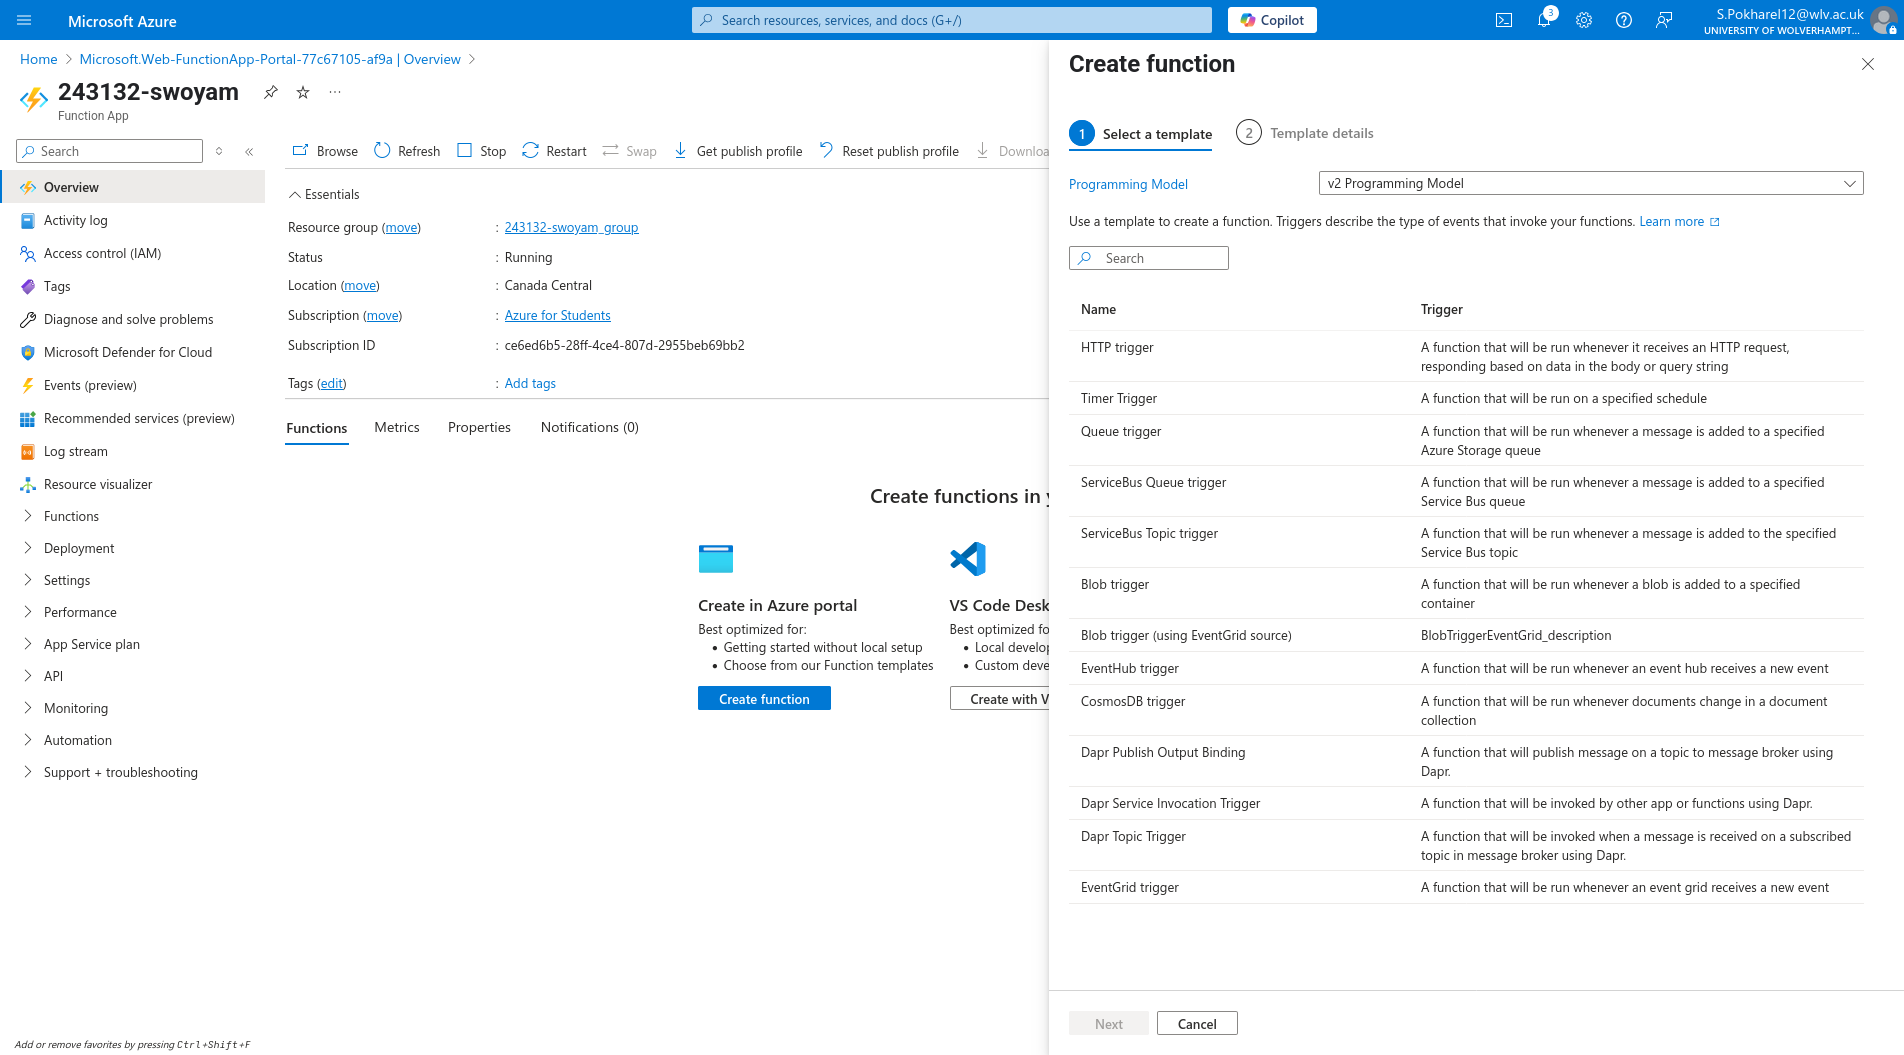 Microsoft Azure
Search resources, services, and docs (G+/)
Copilot
3
S.Pokharel12@wlv.ac.uk
UNIVERSITY OF WOLVERHAMPT...
Home > Microsoft.Web-FunctionApp-Portal-77c67105-af9a | Overview >
243132-swoyam
Function App
Search
Overview
Activity log
Access control (IAM)
Tags
Diagnose and solve problems
Microsoft Defender for Cloud
Events (preview)
Recommended services (preview)
Log stream
Resource visualizer
Functions
Deployment
Settings
Performance
App Service plan
API
Monitoring
Automation
Support + troubleshooting
Add or remove favorites by pressing Ctrl+Shift+F
Browse Refresh Stop Restart Swap Get publish profile Reset publish profile Downloa
Essentials
Resource group (move) : 243132-swoyam_group
Status : Running
Location (move) : Canada Central
Subscription (move) : Azure for Students
Subscription ID : ce6ed6b5-28ff-4ce4-807d-2955beb69bb2
Tags (edit) : Add tags
Functions Metrics Properties Notifications (0)
Create functions in y
Create in Azure portal
Best optimized for:
• Getting started without local setup
• Choose from our Function templates
Create function
VS Code Desk
Best optimized fo
• Local develop
• Custom deve
Create with V
Create function
1 Select a template
2 Template details
Programming Model
v2 Programming Model
Use a template to create a function. Triggers describe the type of events that invoke your functions. Learn more
Search
Name Trigger
HTTP trigger A function that will be run whenever it receives an HTTP request,
responding based on data in the body or query string
Timer Trigger A function that will be run on a specified schedule
Queue trigger A function that will be run whenever a message is added to a specified
Azure Storage queue
ServiceBus Queue trigger A function that will be run whenever a message is added to a specified
Service Bus queue
ServiceBus Topic trigger A function that will be run whenever a message is added to the specified
Service Bus topic
Blob trigger A function that will be run whenever a blob is added to a specified
container
Blob trigger (using EventGrid source) BlobTriggerEventGrid_description
EventHub trigger A function that will be run whenever an event hub receives a new event
CosmosDB trigger A function that will be run whenever documents change in a document
collection
Dapr Publish Output Binding A function that will publish message on a topic to message broker using
Dapr.
Dapr Service Invocation Trigger A function that will be invoked by other app or functions using Dapr.
Dapr Topic Trigger A function that will be invoked when a message is received on a subscribed
topic in message broker using Dapr.
EventGrid trigger A function that will be run whenever an event grid receives a new event
Next
Cancel